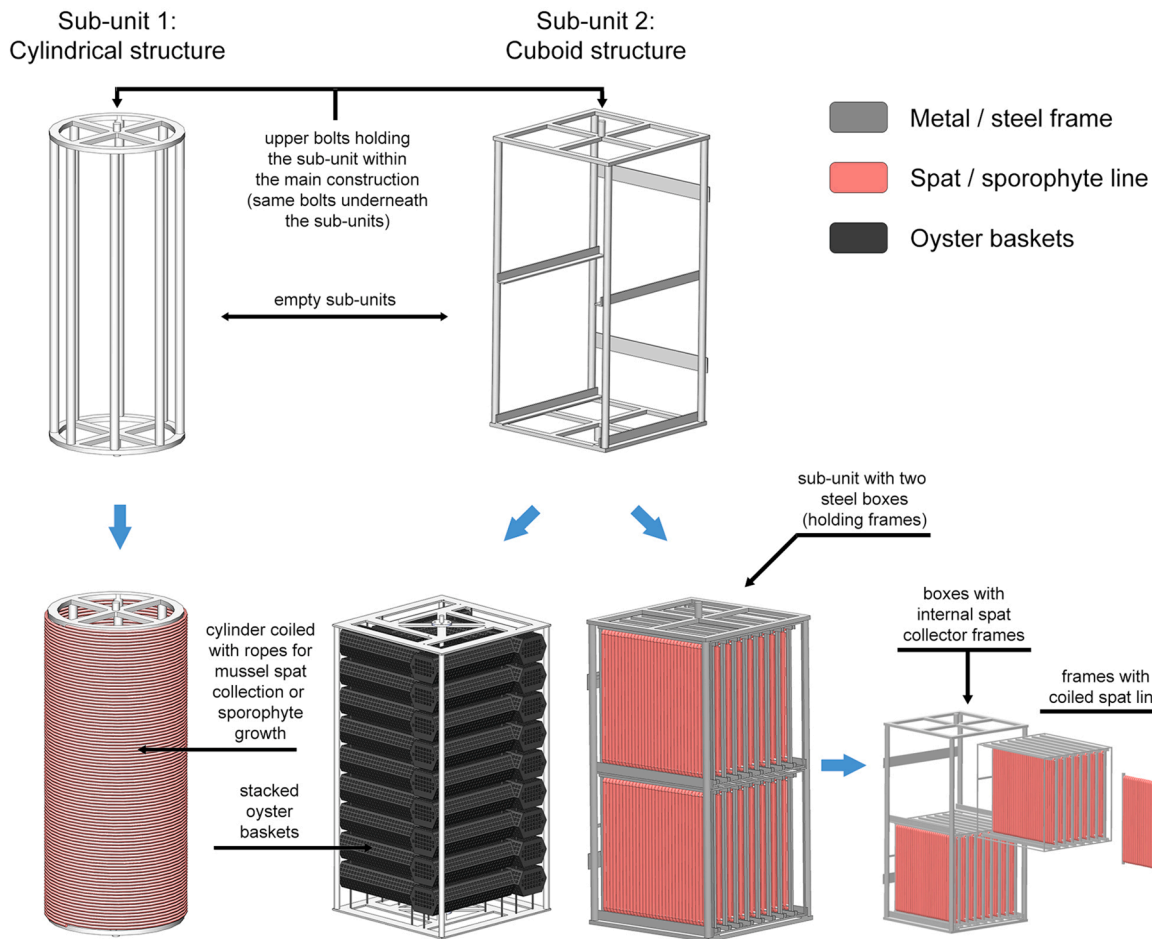 Sub-unit 1:
Cylindrical structure
Sub-unit 2:
Cuboid structure
upper bolts holding
the sub-unit within
the main construction
(same bolts underneath
the sub-units)
empty sub-units
Metal / steel frame
Spat / sporophyte line
Oyster baskets
sub-unit with two
steel boxes
(holding frames)
cylinder coiled
with ropes for
mussel spat
collection or
sporophyte
growth
stacked
oyster
baskets
boxes with
internal spat
collector frames
frames with
coiled spat lin